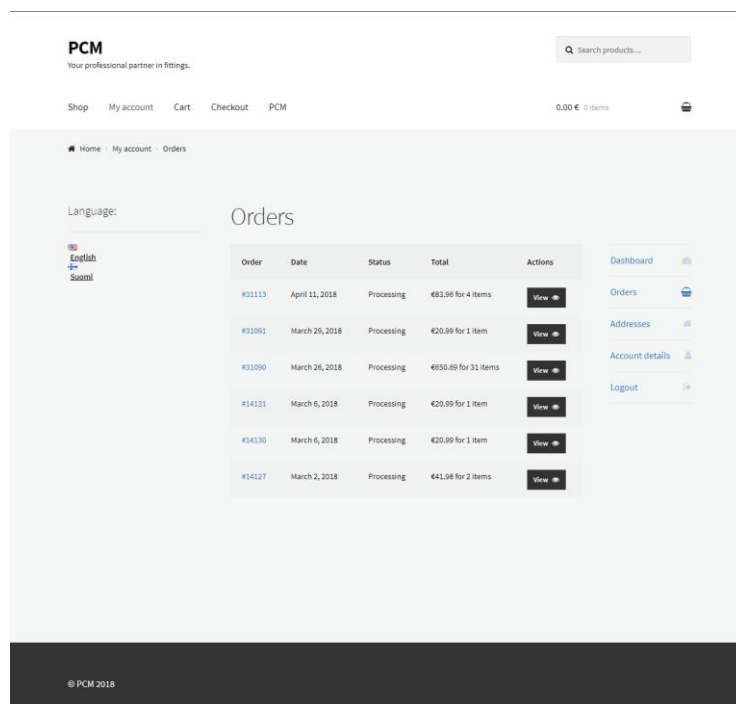 PCM
Your professional partner in fittings.
Search products...
Shop My account Cart Checkout PCM 0.00 € 0 items
Home My account Orders
Language:
English
Suomi
Orders
Order Date Status Total Actions
#31113 April 11, 2018 Processing €83.96 for 4 items View
#31091 March 29, 2018 Processing €20.99 for 1 item View
#31090 March 26, 2018 Processing €650.69 for 31 items View
#14131 March 6, 2018 Processing €20.99 for 1 item View
#14130 March 6, 2018 Processing €20.99 for 1 item View
#14127 March 2, 2018 Processing €41.98 for 2 items View
Dashboard
Orders
Addresses
Account details
Logout
© PCM 2018